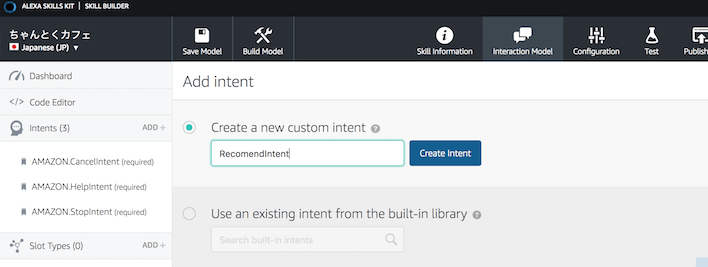 ALEXA SKILLS KIT | SKILL BUILDER
ちゃんとくカフェ
Japanese (JP) ▼
Save Model
Build Model
Skill Information
Interaction Model
Configuration
Test
Publish
Dashboard
</> Code Editor
Intents (3) ADD +
AMAZON.CancelIntent (required)
AMAZON.HelpIntent (required)
AMAZON.StopIntent (required)
Slot Types (0) ADD +
Add intent
Create a new custom intent ?
RecomendIntent
Create Intent
Use an existing intent from the built-in library ?
Search built-in intents